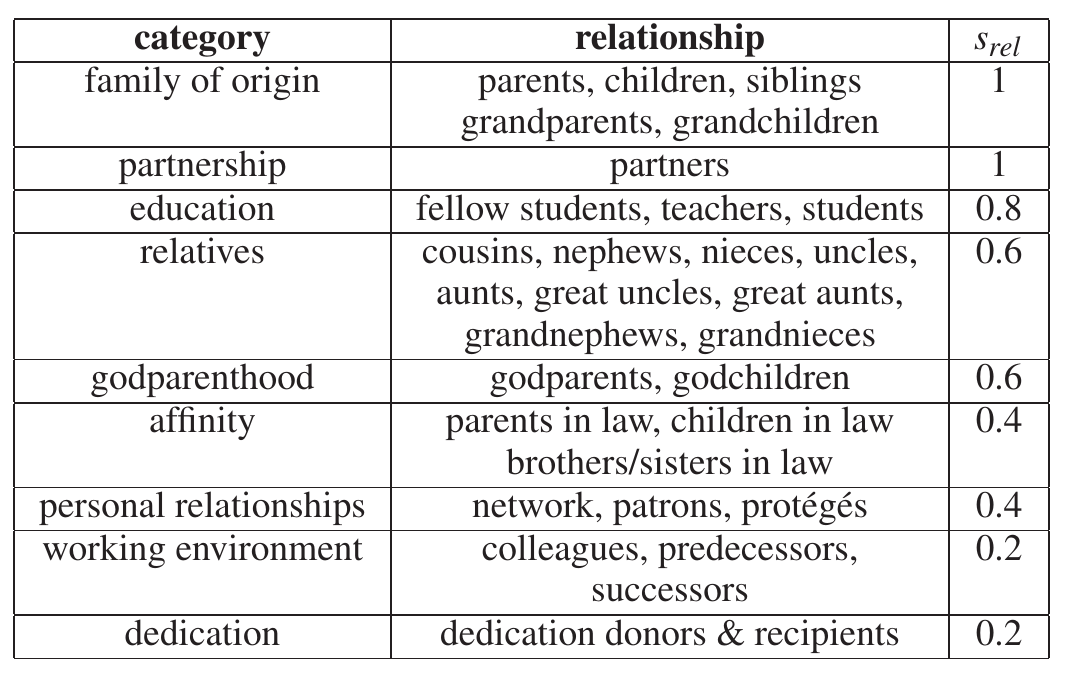 category relationship s_rel
family of origin parents, children, siblings 1
grandparents, grandchildren
partnership partners 1
education fellow students, teachers, students 0.8
relatives cousins, nephews, nieces, uncles, 0.6
aunts, great uncles, great aunts,
grandnephews, grandnieces
godparenthood godparents, godchildren 0.6
affinity parents in law, children in law 0.4
brothers/sisters in law
personal relationships network, patrons, protégés 0.4
working environment colleagues, predecessors, 0.2
successors
dedication dedication donors & recipients 0.2